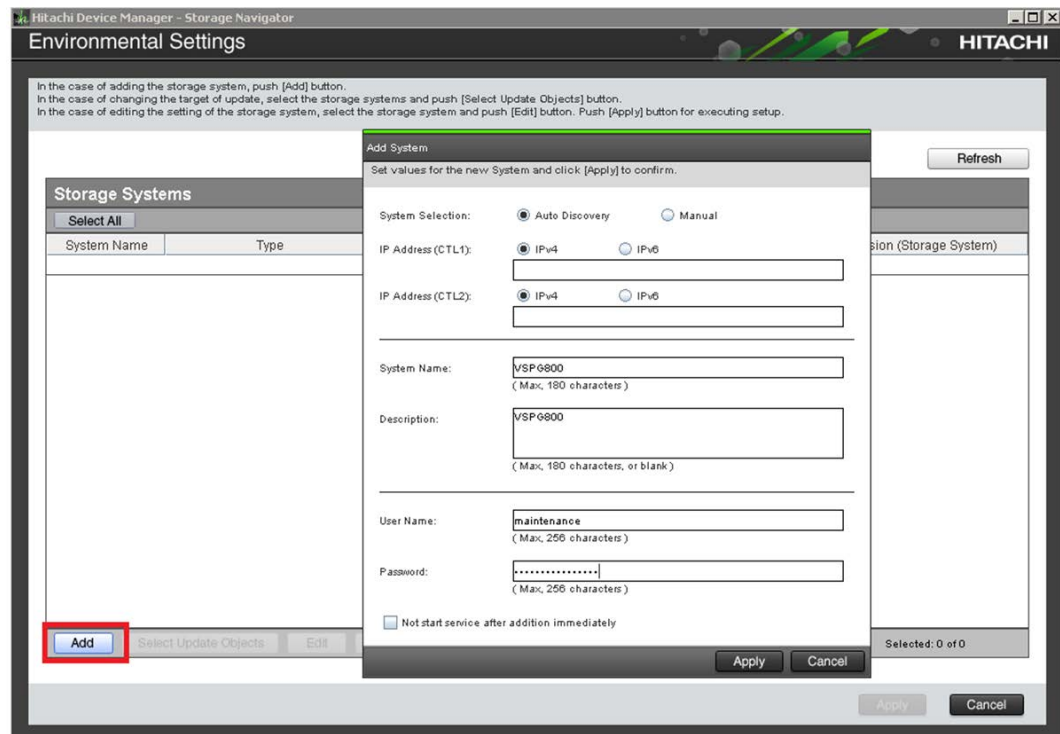 Hitachi Device Manager - Storage Navigator
Environmental Settings
HITACHI
In the case of adding the storage system, push [Add] button.
In the case of changing the target of update, select the storage systems and push [Select Update Objects] button.
In the case of editing the setting of the storage system, select the storage system and push [Edit] button. Push [Apply] button for executing setup.
Refresh
Storage Systems
Select All
System Name Type sion (Storage System)
Add System
Set values for the new System and click [Apply] to confirm.
System Selection: Auto Discovery Manual
IP Address (CTL1): IPv4 IPv6
IP Address (CTL2): IPv4 IPv6
System Name: VSPG800
( Max, 180 characters )
Description: VSPG800
( Max, 180 characters, or blank )
User Name: maintenance
( Max, 256 characters )
Password: ................
( Max, 256 characters )
Not start service after addition immediately
Apply Cancel
Add Select Update Objects Edit Selected: 0 of 0
Apply Cancel